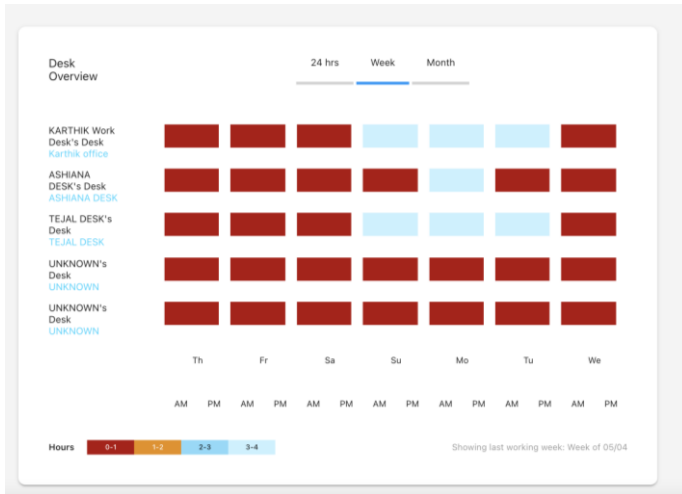 Desk
Overview
24 hrs Week Month
KARTHIK Work
Desk's Desk
Karthik office
ASHIANA
DESK's Desk
ASHIANA DESK
TEJAL DESK's
Desk
TEJAL DESK
UNKNOWN's
Desk
UNKNOWN
UNKNOWN's
Desk
UNKNOWN
Th Fr Sa Su Mo Tu We
AM PM AM PM AM PM AM PM AM PM AM PM AM PM
Hours 0-1 1-2 2-3 3-4
Showing last working week: Week of 05/04